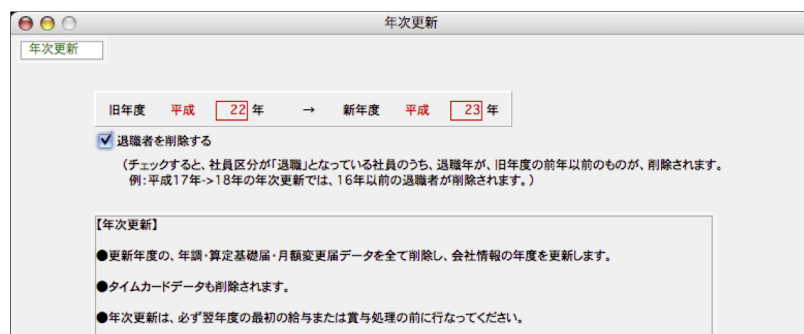 年次更新
年次更新
旧年度 平成 22 年 → 新年度 平成 23 年
退職者を削除する
(チェックすると、社員区分が「退職」となっている社員のうち、退職年が、旧年度の前年以前のものが、削除されます。
例：平成17年->18年の年次更新では、16年以前の退職者が削除されます。)
【年次更新】
●更新年度の、年調・算定基礎届・月額変更届データを全て削除し、会社情報の年度を更新します。
●タイムカードデータも削除されます。
●年次更新は、必ず翌年度の最初の給与または賞与処理の前に行なってください。